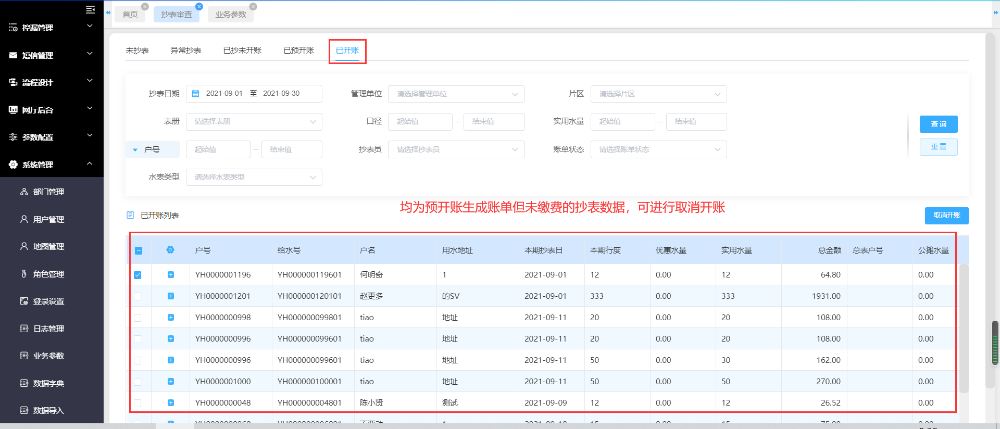 首页
抄表审查
业务参数
控漏管理
短信管理
流程设计
网厅后台
参数配置
系统管理
部门管理
用户管理
地图管理
角色管理
登录设置
日志管理
业务参数
数据字典
数据导入
未抄表 异常抄表 已抄未开账 已预开账 已开账
抄表日期 2021-09-01 至 2021-09-30 管理单位 请选择管理单位 片区 请选择片区
表册 请选择表册 口径 起始值 — 结束值 实用水量 起始值 — 结束值
户号 起始值 — 结束值 抄表员 请选择抄表员 账单状态 请选择账单状态
水表类型 请选择水表类型
查询
重置
均为预开账生成账单但未缴费的抄表数据，可进行取消开账
已开账列表
取消开账
户号 给水号 户名 用水地址 本期抄表日 本期行度 优惠水量 实用水量 总金额 总表户号 公摊水量
YH0000001196 YH000000119601 何明奇 1 2021-09-01 12 0.00 12 64.80 0.00
YH0000001201 YH000000120101 赵更多 的SV 2021-09-01 333 0.00 333 1931.00 0.00
YH0000000998 YH000000099801 tiao 地址 2021-09-11 20 0.00 20 108.00 0.00
YH0000000996 YH000000099601 tiao 地址 2021-09-11 20 0.00 20 108.00 0.00
YH0000000996 YH000000099601 tiao 地址 2021-09-11 50 0.00 30 162.00 0.00
YH0000001000 YH000000100001 tiao 地址 2021-09-11 50 0.00 50 270.00 0.00
YH0000000048 YH000000004801 陈小贤 测试 2021-09-09 12 0.00 12 26.52 0.00